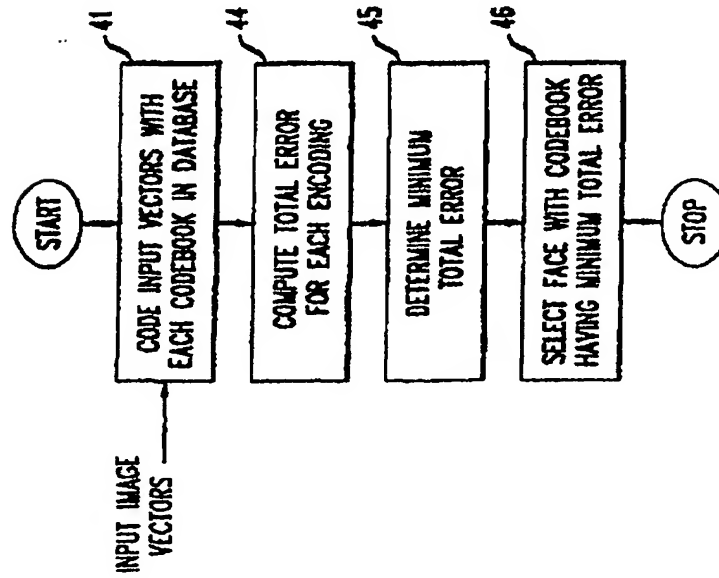 START
INPUT IMAGE
VECTORS
CODE INPUT VECTORS WITH
EACH CODEBOOK IN DATABASE
41
COMPUTE TOTAL ERROR
FOR EACH ENCODING
44
DETERMINE MINIMUM
TOTAL ERROR
45
SELECT FACE WITH CODEBOOK
HAVING MINIMUM TOTAL ERROR
46
STOP